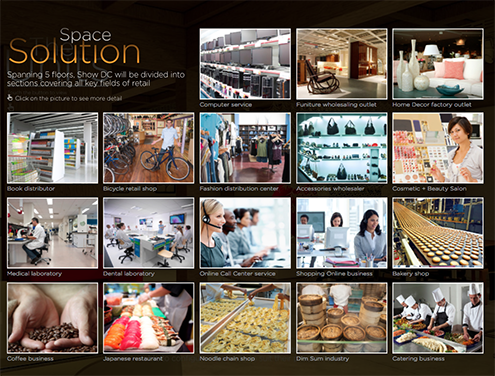 Space
Solution
Spanning 5 floors, Show DC will be divided into
sections covering all key fields of retail
Click on the picture to see more detail
Computer service
Funiture wholesaling outlet
Home Decor factory outlet
Book distributor
Bicycle retail shop
Fashion distribution center
Accessories wholesaler
Cosmetic + Beauty Salon
Medical laboratory
Dental laboratory
Online Call Center service
Shopping Online business
Bakery shop
Coffee business
Japanese restaurant
Noodle chain shop
Dim Sum industry
Catering business